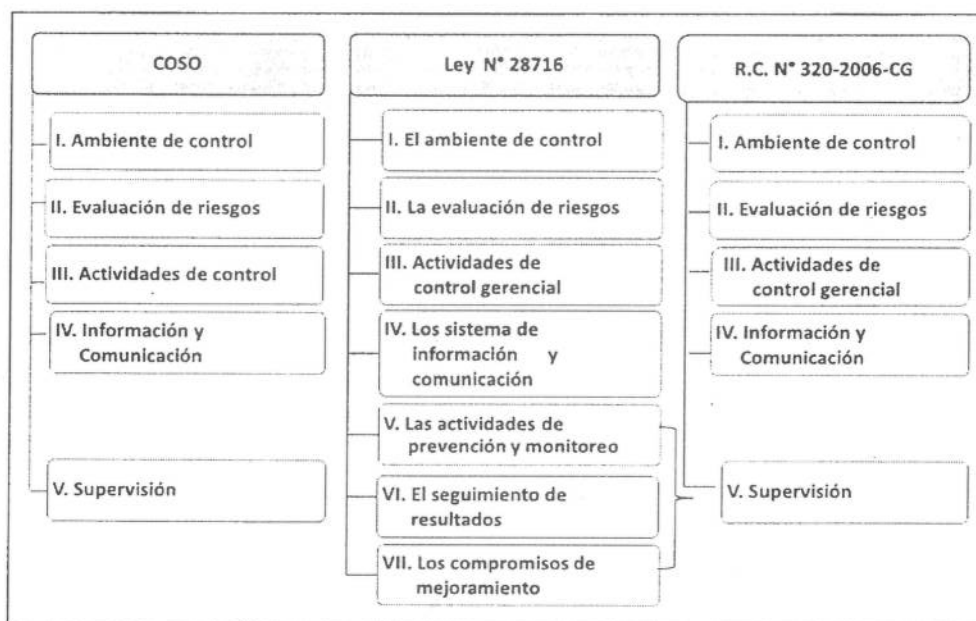 COSO
I. Ambiente de control
II. Evaluación de riesgos
III. Actividades de control
IV. Información y
Comunicación
V. Supervisión
Ley N° 28716
I. El ambiente de control
II. La evaluación de riesgos
III. Actividades de
control gerencial
IV. Los sistema de
información y
comunicación
V. Las actividades de
prevención y monitoreo
VI. El seguimiento de
resultados
VII. Los compromisos de
mejoramiento
R.C. N° 320-2006-CG
I. Ambiente de control
II. Evaluación de riesgos
III. Actividades de
control gerencial
IV. Información y
Comunicación
V. Supervisión